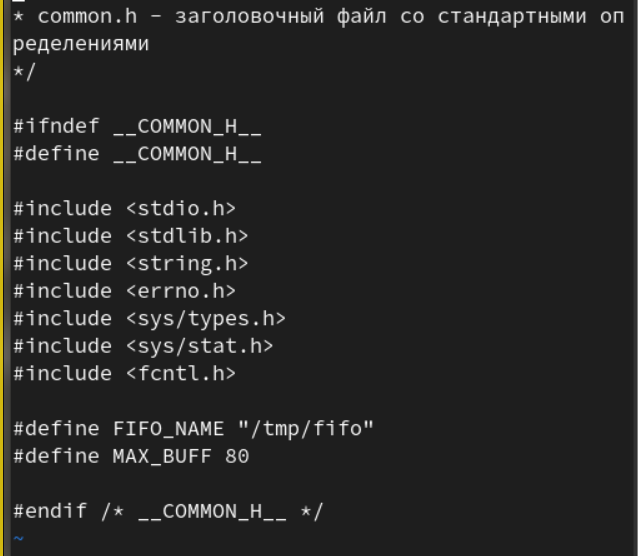 * common.h - заголовочный файл со стандартными оп
ределениями
*/
#ifndef __COMMON_H__
#define __COMMON_H__
#include <stdio.h>
#include <stdlib.h>
#include <string.h>
#include <errno.h>
#include <sys/types.h>
#include <sys/stat.h>
#include <fcntl.h>
#define FIFO_NAME "/tmp/fifo"
#define MAX_BUFF 80
#endif /* __COMMON_H__ */
~